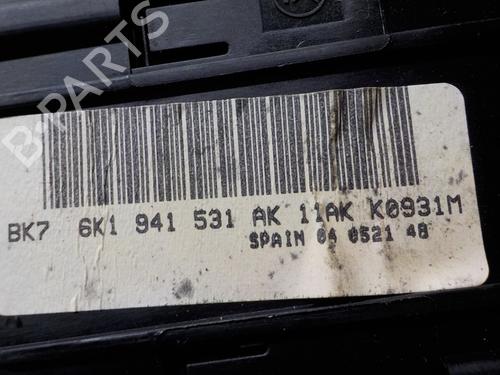 B-PARTS
BK7 6K1 941 531 AK 11AK K0931M
SPAIN 04 0521 48